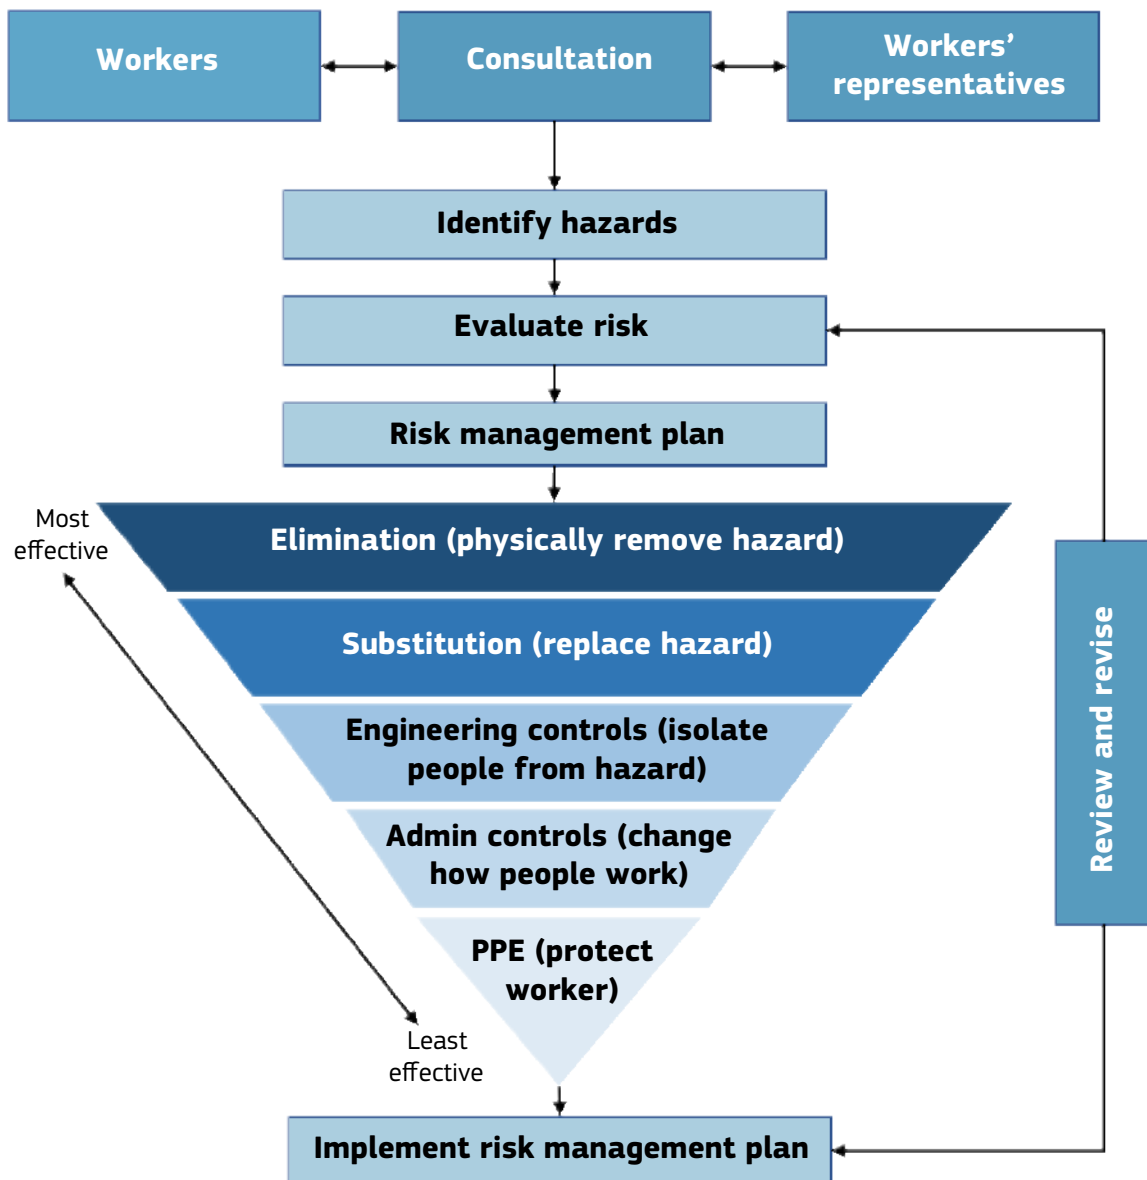 Workers
Consultation
Workers’
representatives
Identify hazards
Evaluate risk
Risk management plan
Most
effective
Elimination (physically remove hazard)
Substitution (replace hazard)
Engineering controls (isolate
people from hazard)
Admin controls (change
how people work)
PPE (protect
worker)
Least
effective
Review and revise
Implement risk management plan